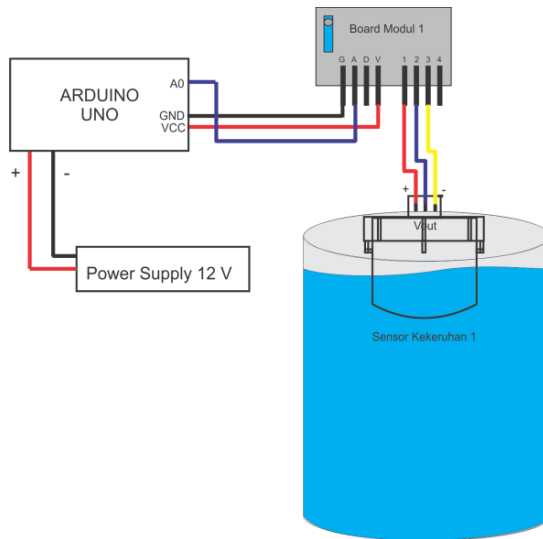 Board Modul 1
G A D V 1 2 3 4
ARDUINO
UNO
A0
GND
VCC
+ -
Power Supply 12 V
+ -
Vout
Sensor Kekeruhan 1